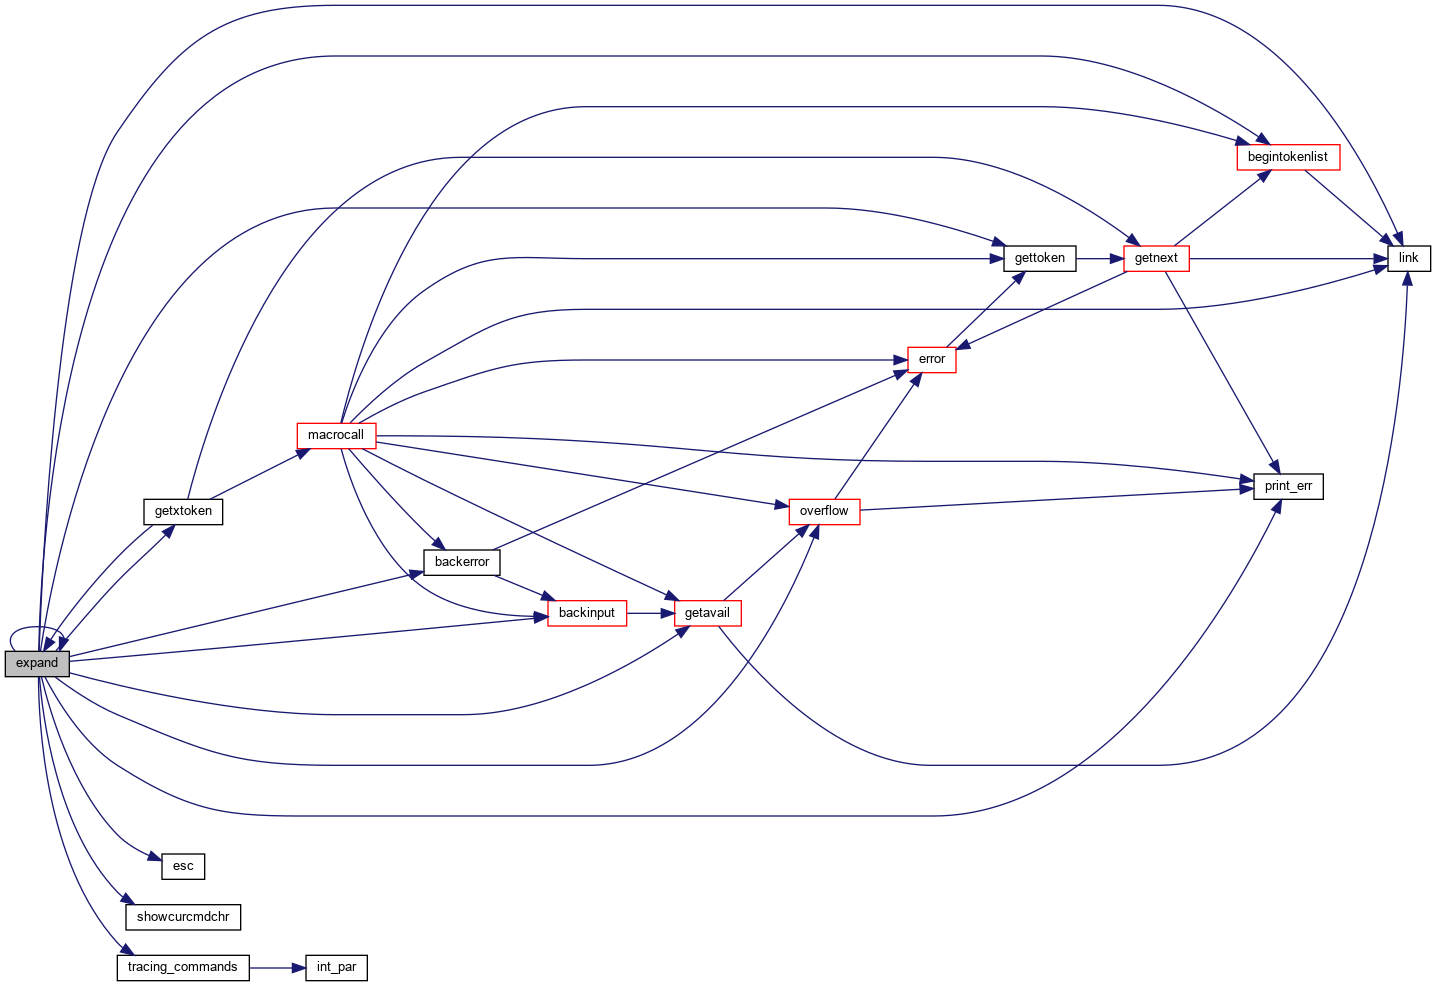 begintokenlist
gettoken
getnext
link
error
macrocall
print_err
getxtoken
overflow
backerror
backinput
getavail
expand
esc
showcurcmdchr
tracing_commands
int_par